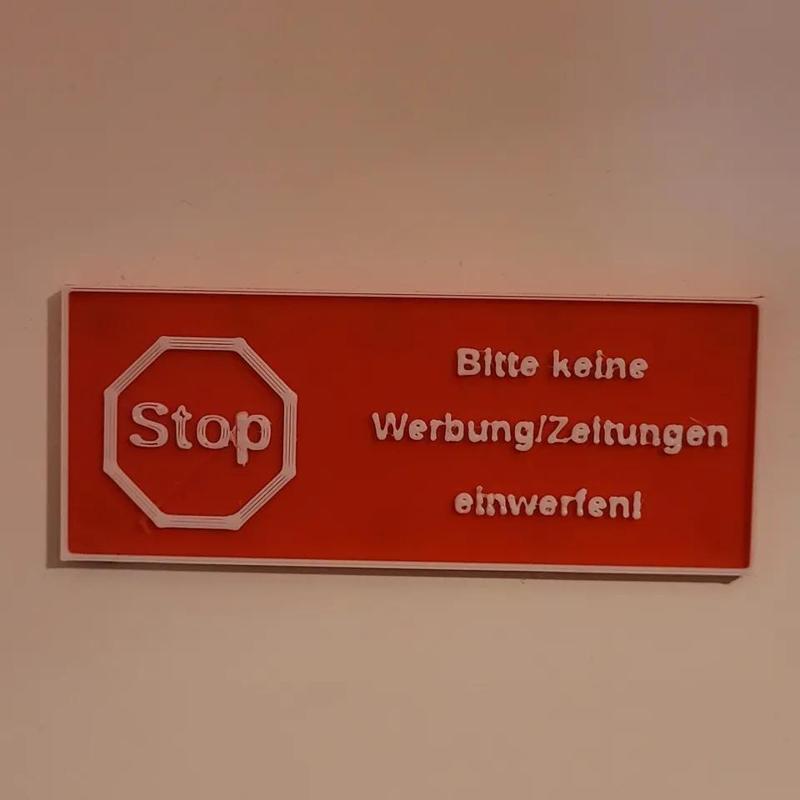 Stop
Bitte keine
Werbung/Zeitungen
einwerfen!